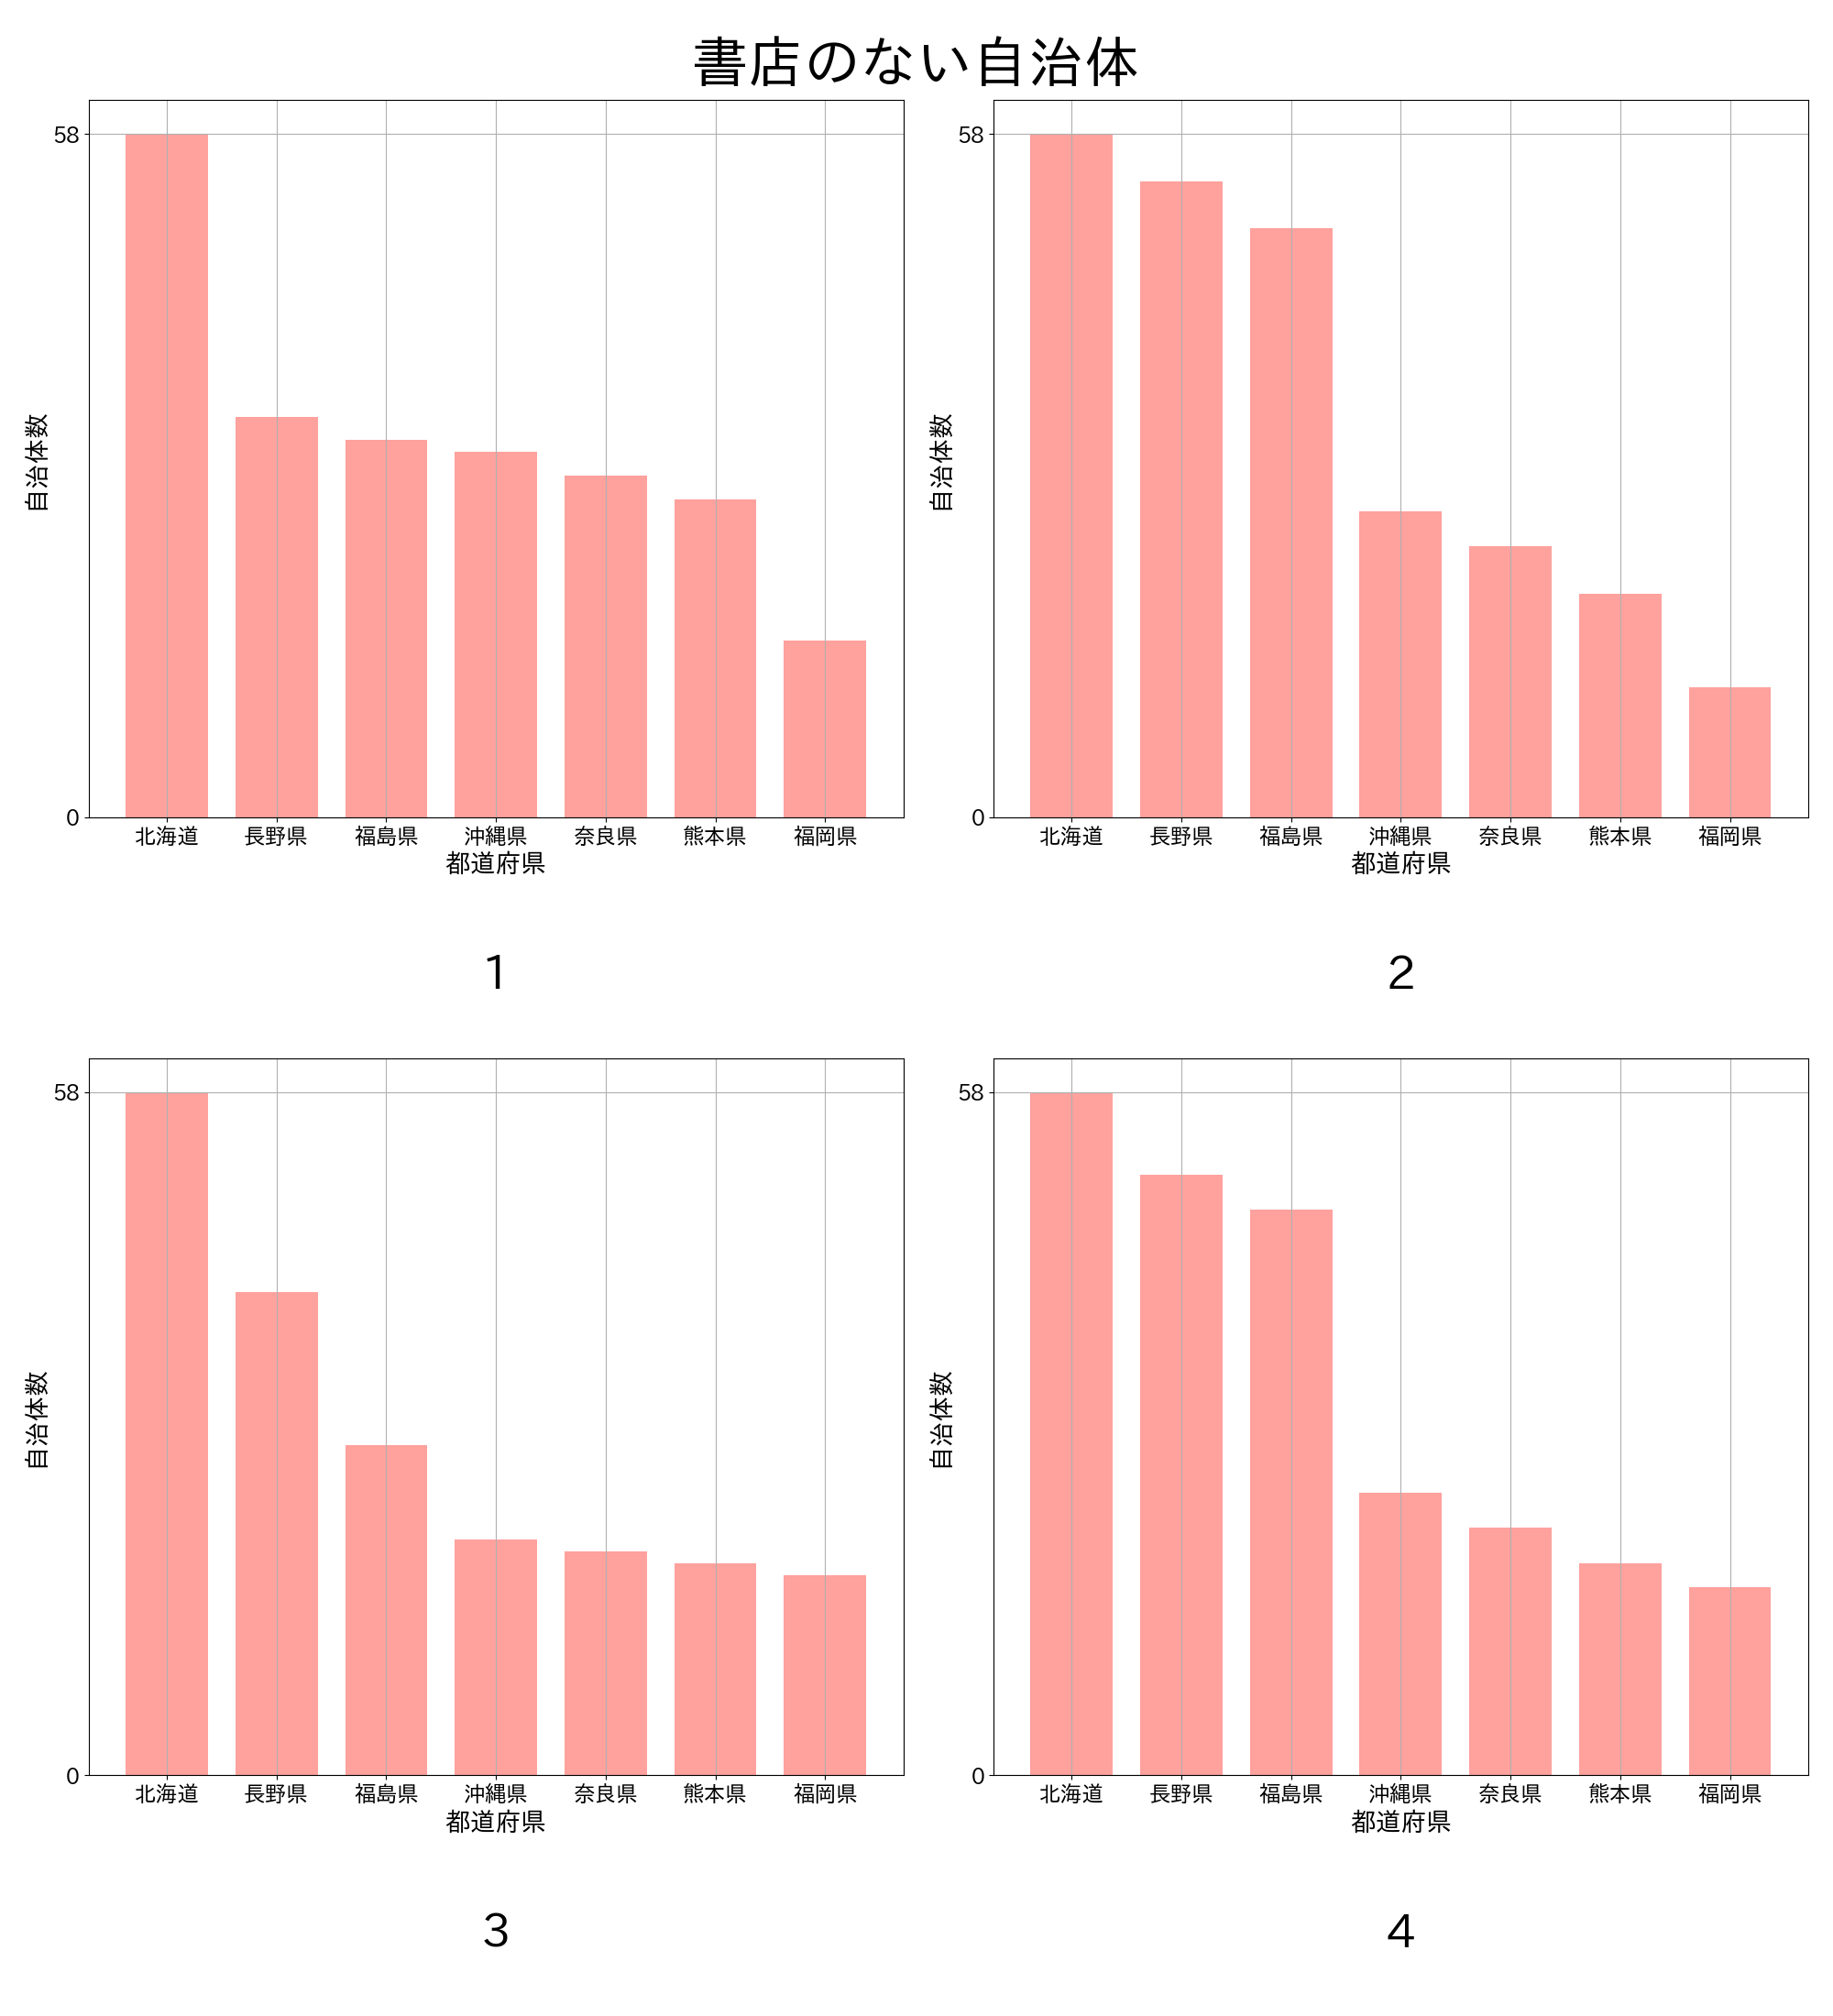 書店のない自治体
58
自治体数
0
北海道 長野県 福島県 沖縄県 奈良県 熊本県 福岡県
都道府県
1
58
自治体数
0
北海道 長野県 福島県 沖縄県 奈良県 熊本県 福岡県
都道府県
2
58
自治体数
0
北海道 長野県 福島県 沖縄県 奈良県 熊本県 福岡県
都道府県
3
58
自治体数
0
北海道 長野県 福島県 沖縄県 奈良県 熊本県 福岡県
都道府県
4